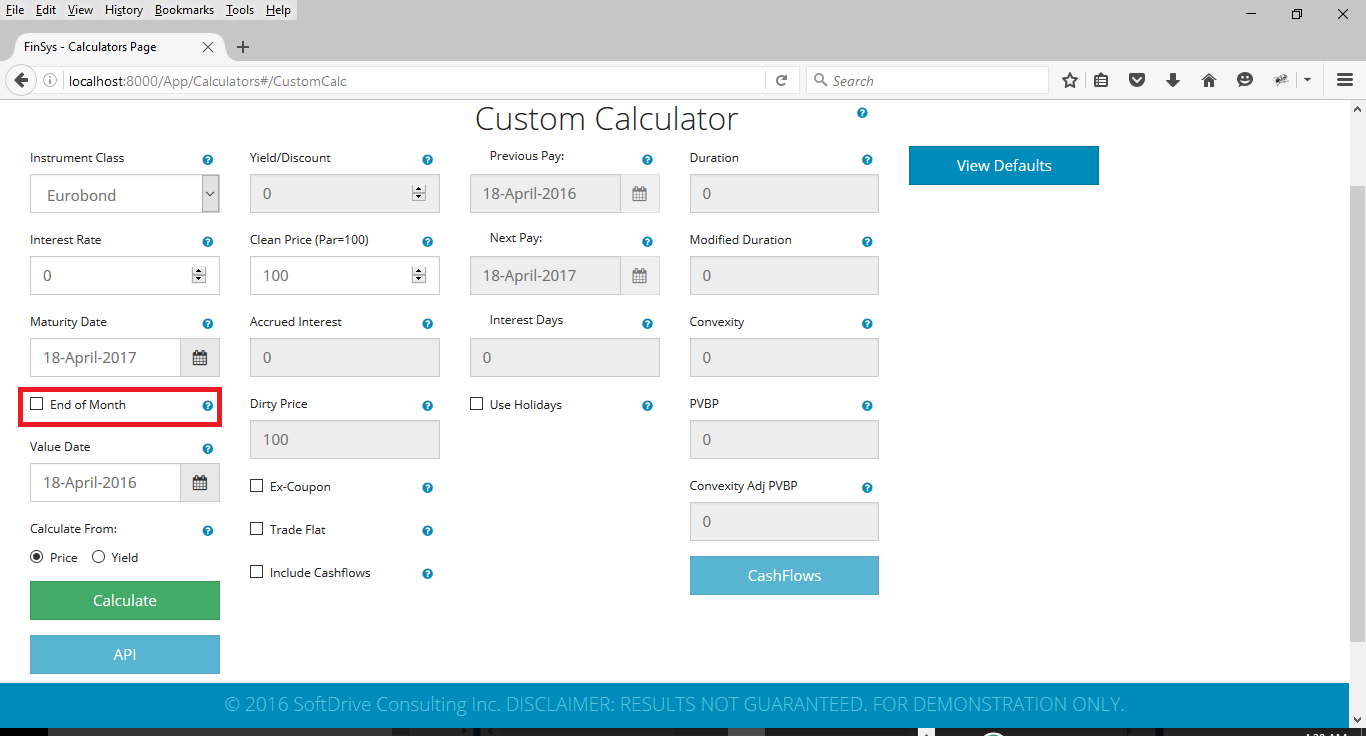 File Edit View History Bookmarks Tools Help
FinSys - Calculators Page
localhost:8000/App/Calculators#/CustomCalc
Search
Custom Calculator
Instrument Class
Eurobond
Interest Rate
0
Maturity Date
18-April-2017
End of Month
Value Date
18-April-2016
Calculate From:
Price Yield
Calculate
API
Yield/Discount
0
Clean Price (Par=100)
100
Accrued Interest
0
Dirty Price
100
Ex-Coupon
Trade Flat
Include Cashflows
Previous Pay:
18-April-2016
Next Pay:
18-April-2017
Interest Days
0
Use Holidays
Duration
0
Modified Duration
0
Convexity
0
PVBP
0
Convexity Adj PVBP
0
CashFlows
View Defaults
© 2016 SoftDrive Consulting Inc. DISCLAIMER: RESULTS NOT GUARANTEED. FOR DEMONSTRATION ONLY.